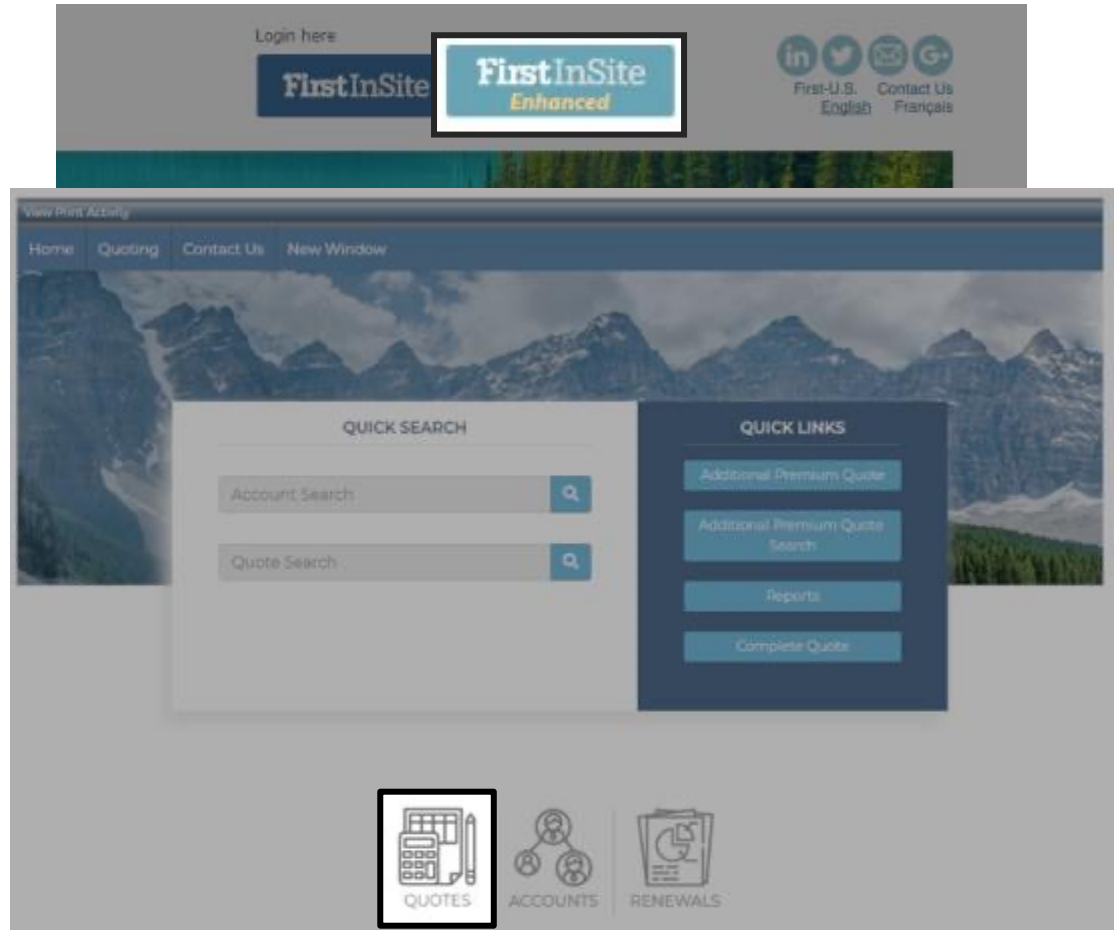 Login here
FirstInSite
FirstInSite
Enhanced
in G+
First-U.S. Contact Us
English Français
View Print Activity
Home Quoting Contact Us New Window
QUICK SEARCH
Account Search
Quote Search
QUICK LINKS
Additional Premium Quote
Additional Premium Quote
Search
Reports
Complete Quote
QUOTES ACCOUNTS RENEWALS